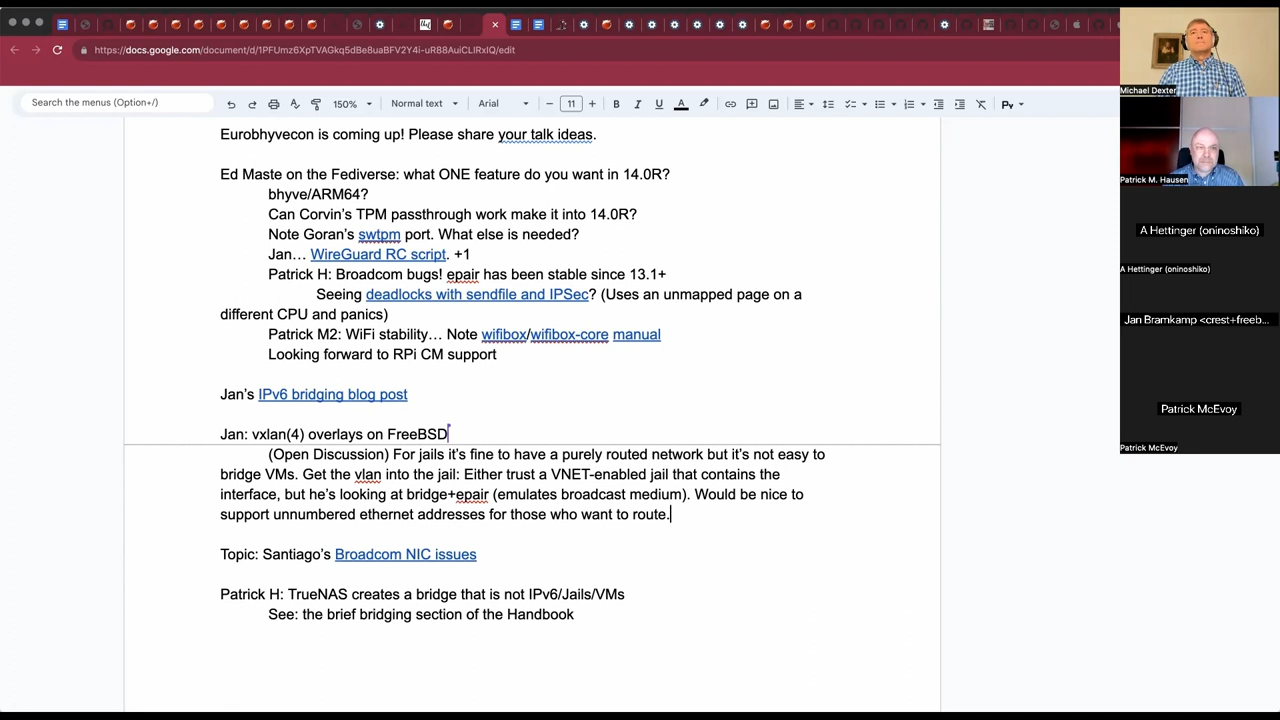 https://docs.google.com/document/d/1PFUmz6XpTVAGkq5dBe8uaBFV2Y4i-uR88AuiCLlRxIQ/edit
Search the menus (Option+/)
150%
Normal text
Arial
11
Eurobhyvecon is coming up! Please share your talk ideas.
Ed Maste on the Fediverse: what ONE feature do you want in 14.0R?
bhyve/ARM64?
Can Corvin's TPM passthrough work make it into 14.0R?
Note Goran's swtpm port. What else is needed?
Jan… WireGuard RC script. +1
Patrick H: Broadcom bugs! epair has been stable since 13.1+
Seeing deadlocks with sendfile and IPSec? (Uses an unmapped page on a
different CPU and panics)
Patrick M2: WiFi stability… Note wifibox/wifibox-core manual
Looking forward to RPi CM support
Jan's IPv6 bridging blog post
Jan: vxlan(4) overlays on FreeBSD
(Open Discussion) For jails it's fine to have a purely routed network but it's not easy to
bridge VMs. Get the vlan into the jail: Either trust a VNET-enabled jail that contains the
interface, but he's looking at bridge+epair (emulates broadcast medium). Would be nice to
support unnumbered ethernet addresses for those who want to route.
Topic: Santiago's Broadcom NIC issues
Patrick H: TrueNAS creates a bridge that is not IPv6/Jails/VMs
See: the brief bridging section of the Handbook
Michael Dexter
Patrick M. Hausen
A Hettinger (oninoshiko)
A Hettinger (oninoshiko)
Jan Bramkamp <crest+freeb...
Patrick McEvoy
Patrick McEvoy